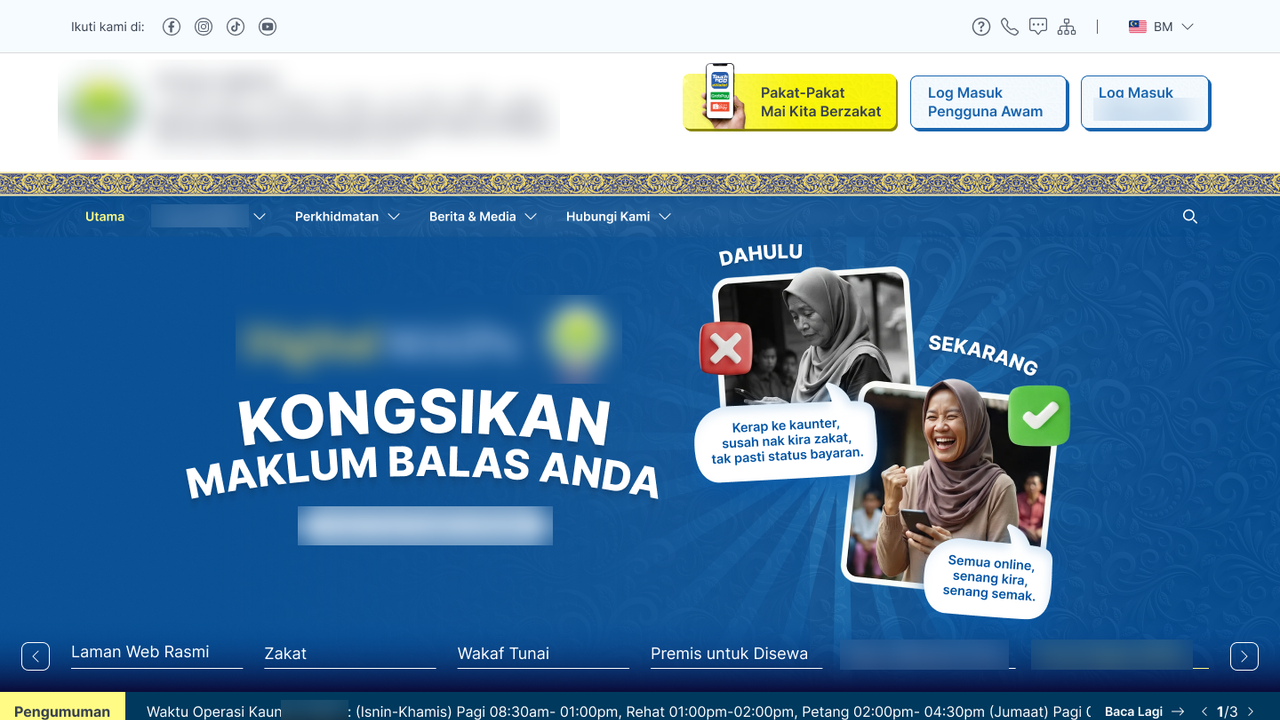 Ikuti kami di:
BM
Pakat-Pakat
Mai Kita Berzakat
Log Masuk
Pengguna Awam
Log Masuk
Utama
Perkhidmatan
Berita & Media
Hubungi Kami
DAHULU
SEKARANG
KONGSIKAN
MAKLUM BALAS ANDA
Kerap ke kaunter,
susah nak kira zakat,
tak pasti status bayaran.
Semua online,
senang kira,
senang semak.
Laman Web Rasmi
Zakat
Wakaf Tunai
Premis untuk Disewa
Pengumuman
Waktu Operasi Kaun : (Isnin-Khamis) Pagi 08:30am- 01:00pm, Rehat 01:00pm-02:00pm, Petang 02:00pm- 04:30pm (Jumaat) Pagi
Baca Lagi
1/3